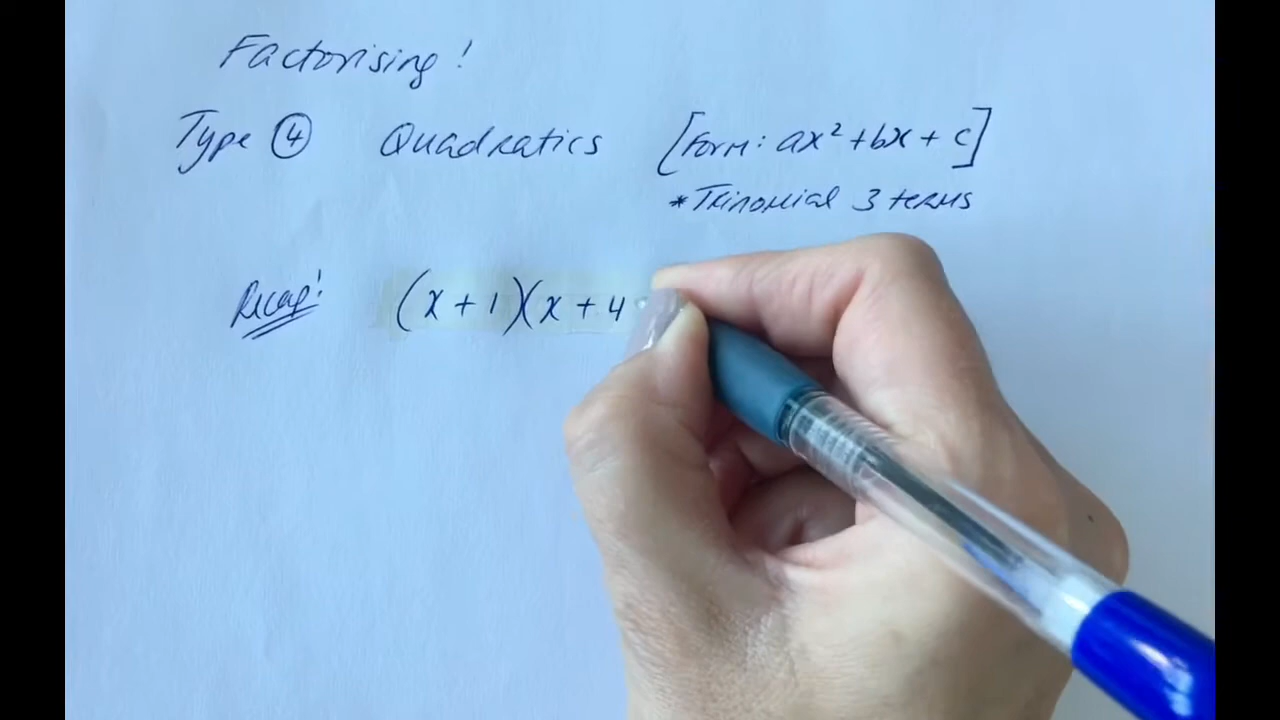 Factorising!
Type ④ Quadratics [Form: ax² + bx + c]
* Trinomial 3 terms
Recap! (x + 1)(x + 4